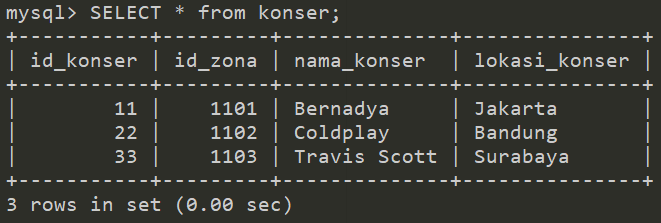 mysql> SELECT * from konser;
+-----------+---------+---------------+---------------+
| id_konser | id_zona | nama_konser   | lokasi_konser |
+-----------+---------+---------------+---------------+
|        11 |    1101 | Bernadya      | Jakarta       |
|        22 |    1102 | Coldplay      | Bandung       |
|        33 |    1103 | Travis Scott  | Surabaya      |
+-----------+---------+---------------+---------------+
3 rows in set (0.00 sec)